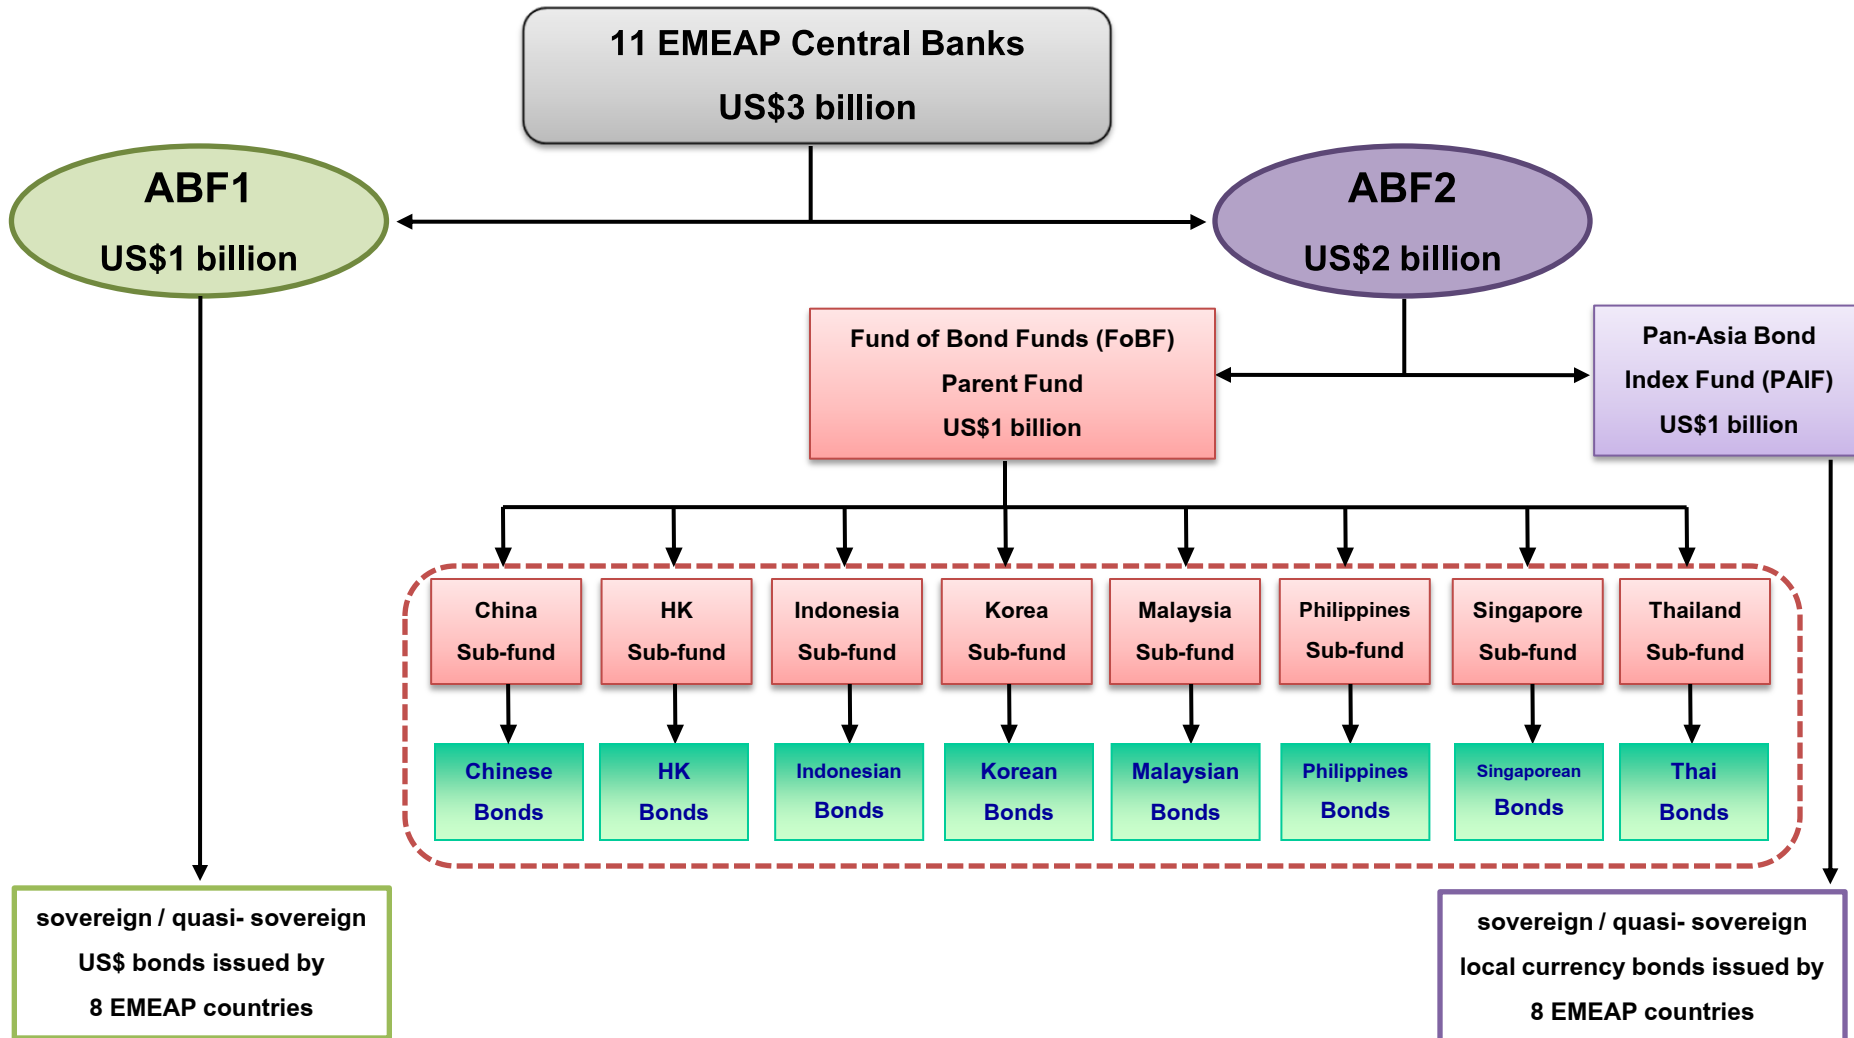 11 EMEAP Central Banks
US$3 billion
ABF1
US$1 billion
ABF2
US$2 billion
Fund of Bond Funds (FoBF)
Parent Fund
US$1 billion
Pan-Asia Bond
Index Fund (PAIF)
US$1 billion
China
Sub-fund
HK
Sub-fund
Indonesia
Sub-fund
Korea
Sub-fund
Malaysia
Sub-fund
Philippines
Sub-fund
Singapore
Sub-fund
Thailand
Sub-fund
Chinese
Bonds
HK
Bonds
Indonesian
Bonds
Korean
Bonds
Malaysian
Bonds
Philippines
Bonds
Singaporean
Bonds
Thai
Bonds
sovereign / quasi- sovereign
US$ bonds issued by
8 EMEAP countries
sovereign / quasi- sovereign
local currency bonds issued by
8 EMEAP countries